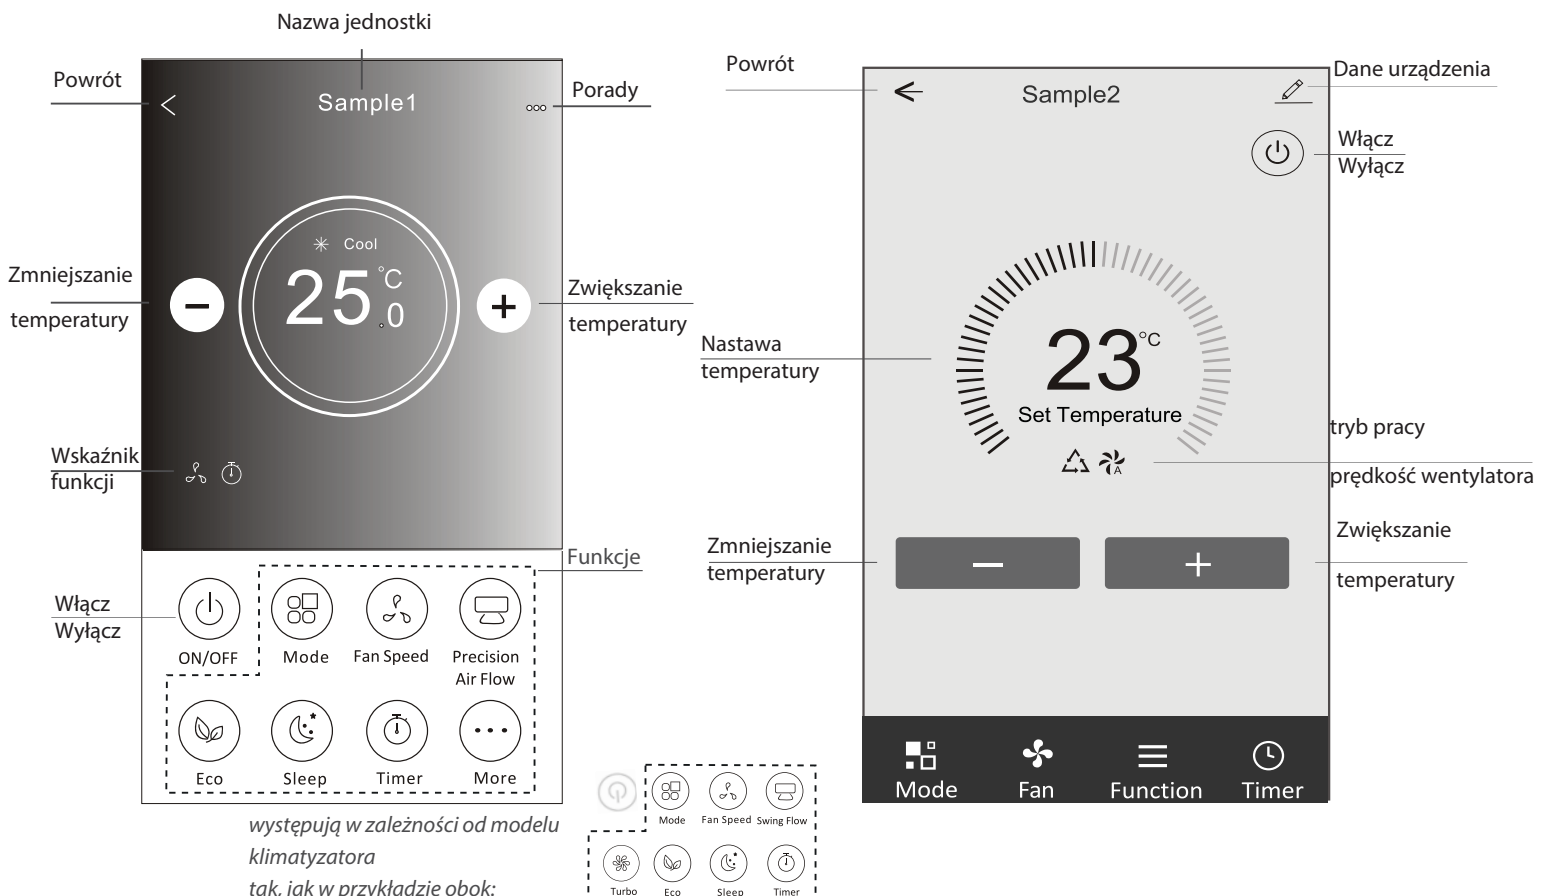 Nazwa jednostki
Powrót
Sample1
Porady
Cool
25 °C
.0
Zmniejszanie
temperatury
Zwiększanie
temperatury
Wskaźnik
funkcji
Funkcje
Włącz
Wyłącz
ON/OFF
Mode
Fan Speed
Precision
Air Flow
Eco
Sleep
Timer
More
występują w zależności od modelu
klimatyzatora
tak, jak w przykładzie obok:
Mode
Fan Speed
Swing Flow
Turbo
Eco
Sleep
Timer
Powrót
Sample2
Dane urządzenia
Włącz
Wyłącz
Nastawa
temperatury
23 °C
Set Temperature
A
tryb pracy
prędkość wentylatora
Zmniejszanie
temperatury
Zwiększanie
temperatury
Mode
Fan
Function
Timer